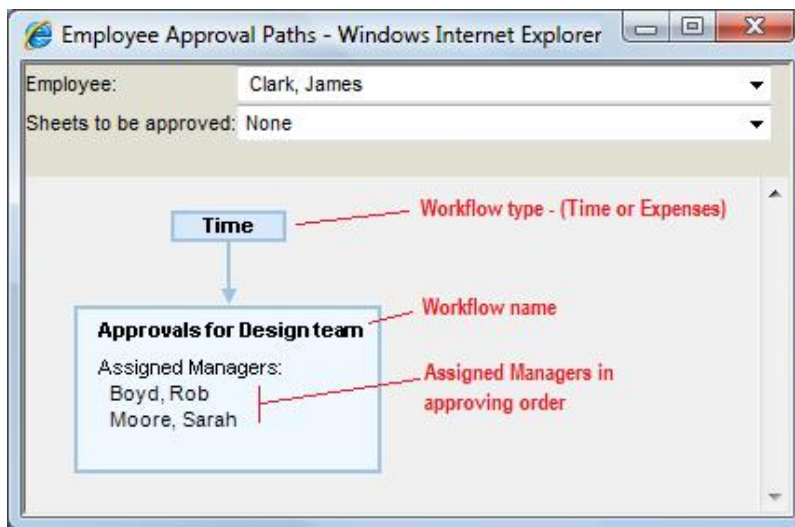 Employee Approval Paths - Windows Internet Explorer
Employee: Clark, James
Sheets to be approved: None
Time
Workflow type - (Time or Expenses)
Workflow name
Approvals for Design team
Assigned Managers:
Boyd, Rob
Moore, Sarah
Assigned Managers in
approving order